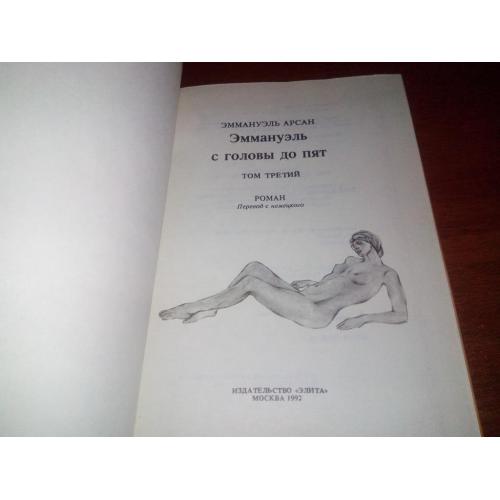 ЭММАНУЭЛЬ АРСАН
Эммануэль
с головы до пят
ТОМ ТРЕТИЙ
РОМАН
Перевод с немецкого
ИЗДАТЕЛЬСТВО «ЭЛИТА»
МОСКВА 1992